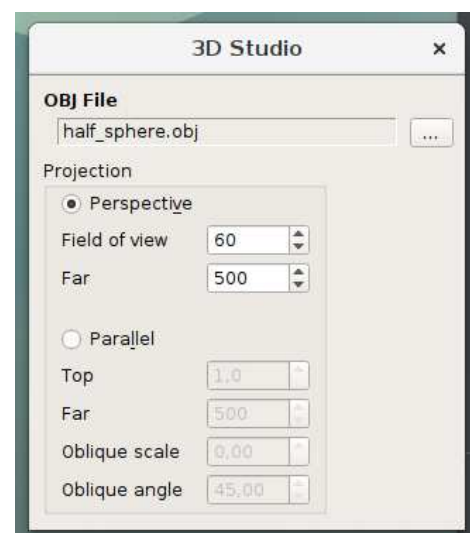 3D Studio ×
OBJ File
half_sphere.obj ...
Projection
Perspective
Field of view 60
Far 500
Parallel
Top 1,0
Far 500
Oblique scale 0,00
Oblique angle 45,00